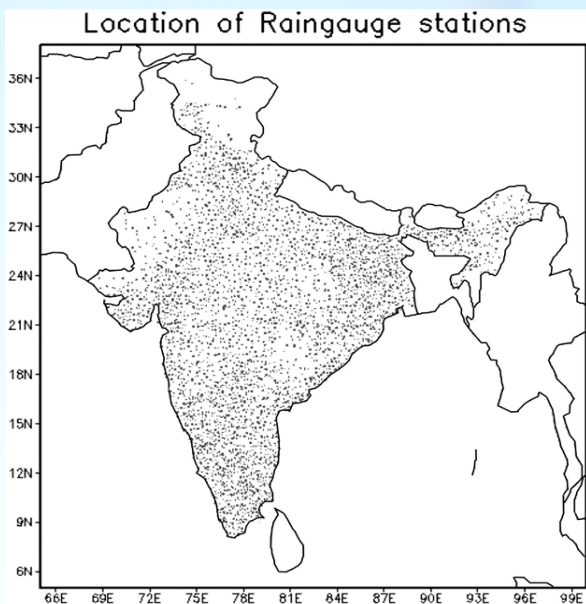 Location of Raingauge stations
36N
33N
30N
27N
24N
21N
18N
15N
12N
9N
6N
66E 69E 72E 75E 78E 81E 84E 87E 90E 93E 96E 99E